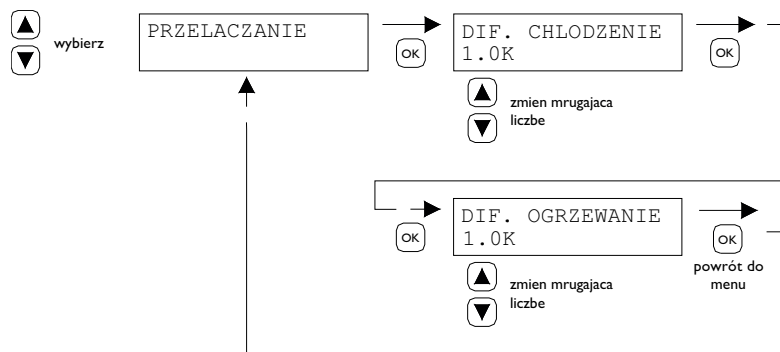 wybierz
PRZELACZANIE
OK
DIF. CHLODZENIE
1.0K
OK
zmien mrugajaca
liczbe
OK
DIF. OGRZEWANIE
1.0K
OK
powrót do
menu
zmien mrugajaca
liczbe